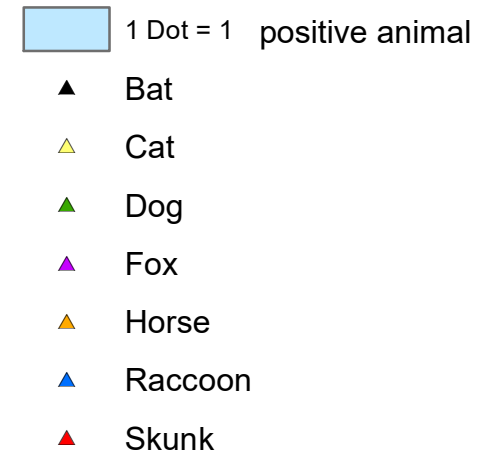 1 Dot = 1 positive animal
Bat
Cat
Dog
Fox
Horse
Raccoon
Skunk